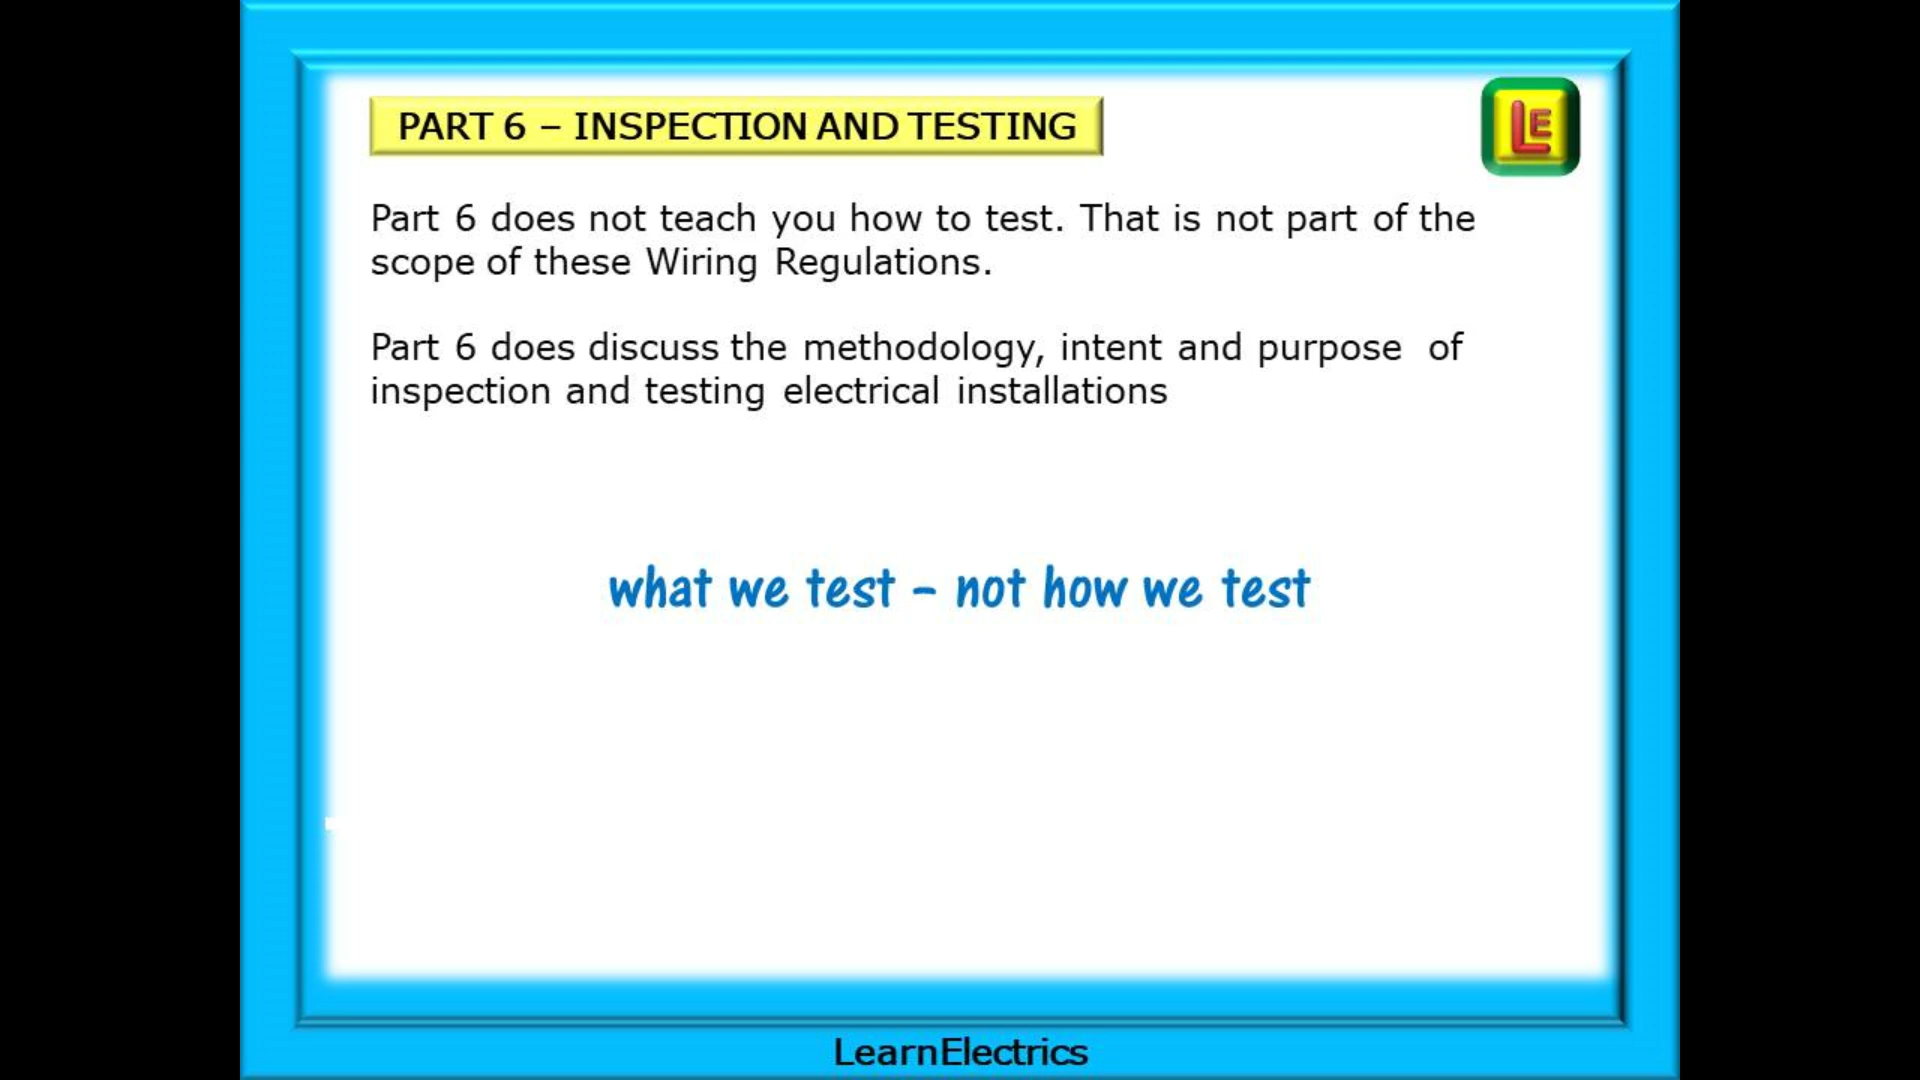 PART 6 – INSPECTION AND TESTING
LE
Part 6 does not teach you how to test. That is not part of the
scope of these Wiring Regulations.
Part 6 does discuss the methodology, intent and purpose of
inspection and testing electrical installations
what we test – not how we test
LearnElectrics